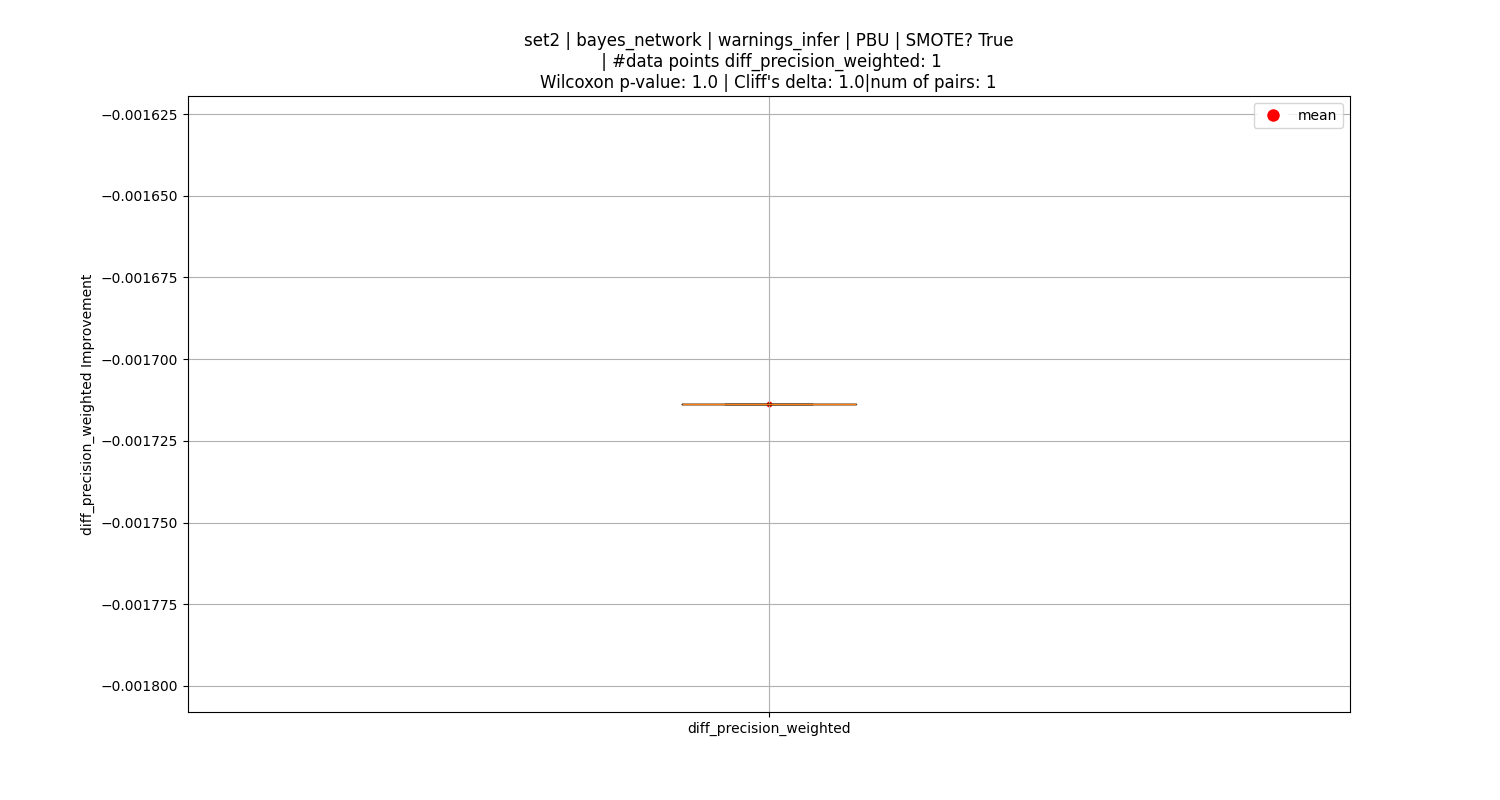 set2 | bayes_network | warnings_infer | PBU | SMOTE? True
| #data points diff_precision_weighted: 1
Wilcoxon p-value: 1.0 | Cliff's delta: 1.0|num of pairs: 1
mean
−0.001625
−0.001650
−0.001675
−0.001700
−0.001725
−0.001750
−0.001775
−0.001800
diff_precision_weighted Improvement
diff_precision_weighted